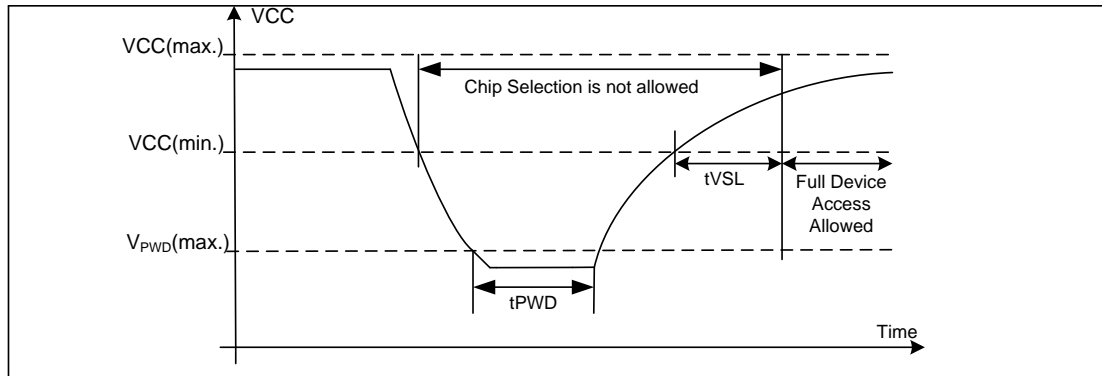 VCC
VCC(max.)
Chip Selection is not allowed
VCC(min.)
tVSL
Full Device
Access
Allowed
VPWD(max.)
tPWD
Time